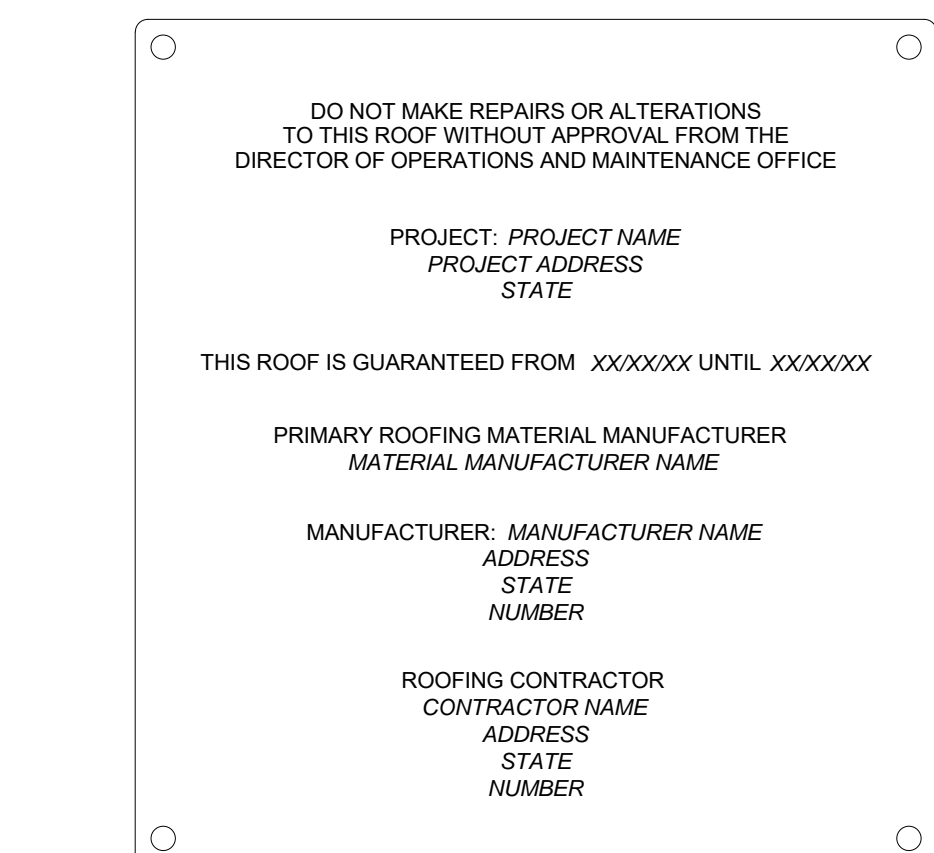 DO NOT MAKE REPAIRS OR ALTERATIONS
TO THIS ROOF WITHOUT APPROVAL FROM THE
DIRECTOR OF OPERATIONS AND MAINTENANCE OFFICE
PROJECT: PROJECT NAME
PROJECT ADDRESS
STATE
THIS ROOF IS GUARANTEED FROM XX/XX/XX UNTIL XX/XX/XX
PRIMARY ROOFING MATERIAL MANUFACTURER
MATERIAL MANUFACTURER NAME
MANUFACTURER: MANUFACTURER NAME
ADDRESS
STATE
NUMBER
ROOFING CONTRACTOR
CONTRACTOR NAME
ADDRESS
STATE
NUMBER